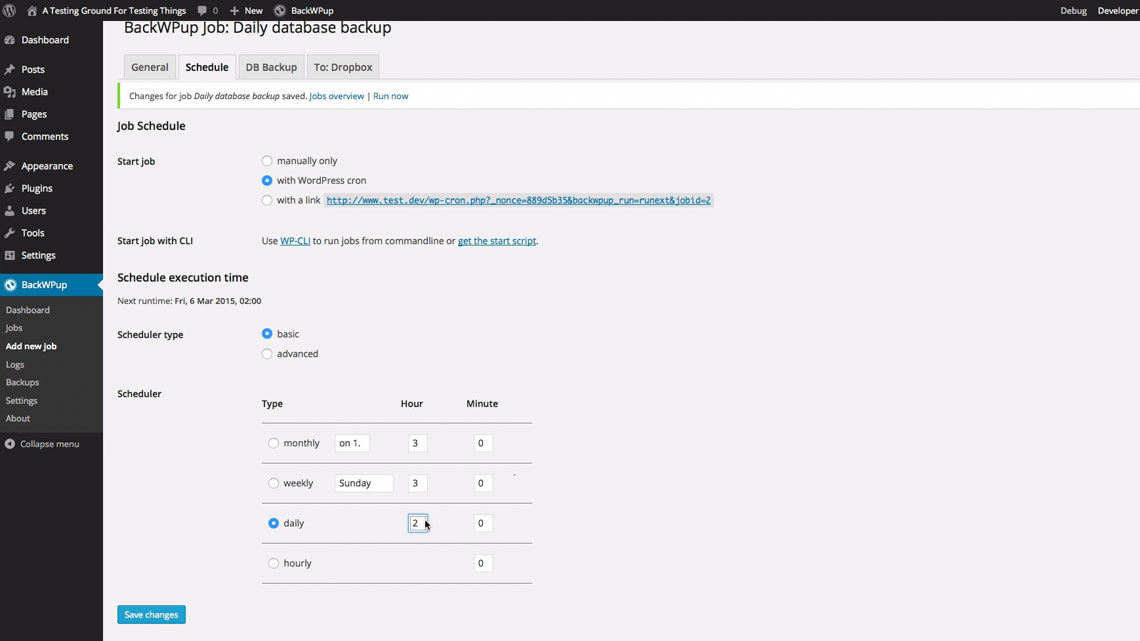 A Testing Ground For Testing Things 0 New BackWPup Debug Developer
Dashboard
Posts
Media
Pages
Comments
Appearance
Plugins
Users
Tools
Settings
BackWPup
Dashboard
Jobs
Add new job
Logs
Backups
Settings
About
Collapse menu
BackWPup Job: Daily database backup
General Schedule DB Backup To: Dropbox
Changes for job Daily database backup saved. Jobs overview | Run now
Job Schedule
Start job
manually only
with WordPress cron
with a link http://www.test.dev/wp-cron.php?_nonce=889d5b35&backwpup_run=runext&jobid=2
Start job with CLI Use WP-CLI to run jobs from commandline or get the start script.
Schedule execution time
Next runtime: Fri, 6 Mar 2015, 02:00
Scheduler type
basic
advanced
Scheduler
Type Hour Minute
monthly on 1. 3 0
weekly Sunday 3 0
daily 2 0
hourly 0
Save changes